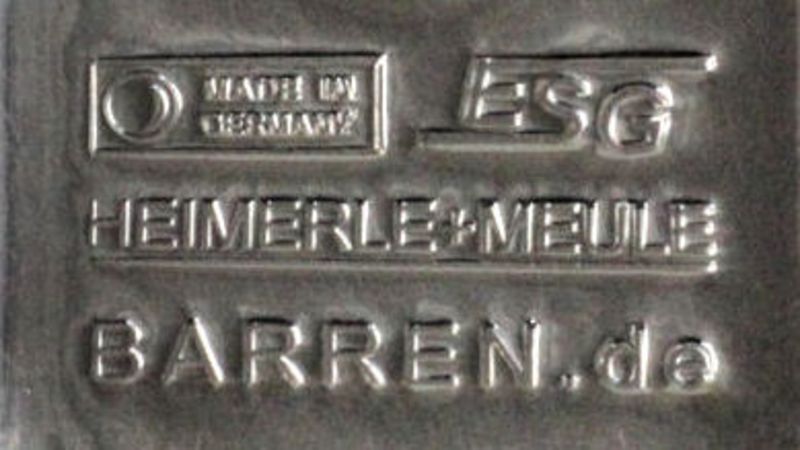 MADE IN
GERMANY
ESG
HEIMERLE+MEULE
BARREN.de